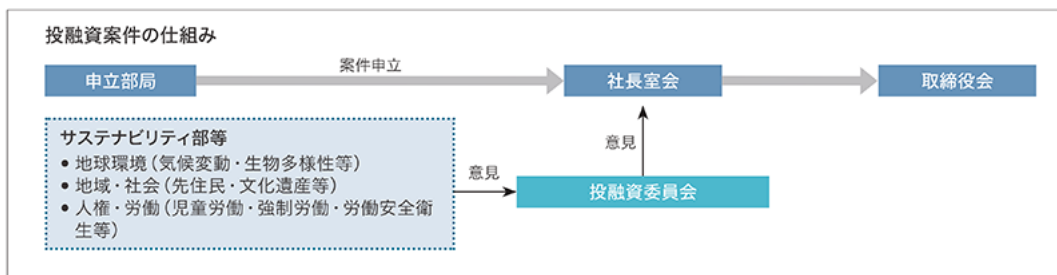 投融資案件の仕組み
案件申立
申立部局
社長室会
取締役会
サステナビリティ部等
• 地球環境（気候変動・生物多様性等）
• 地域・社会（先住民・文化遺産等）
• 人権・労働（児童労働・強制労働・労働安全衛
生等）
意見
意見
投融資委員会